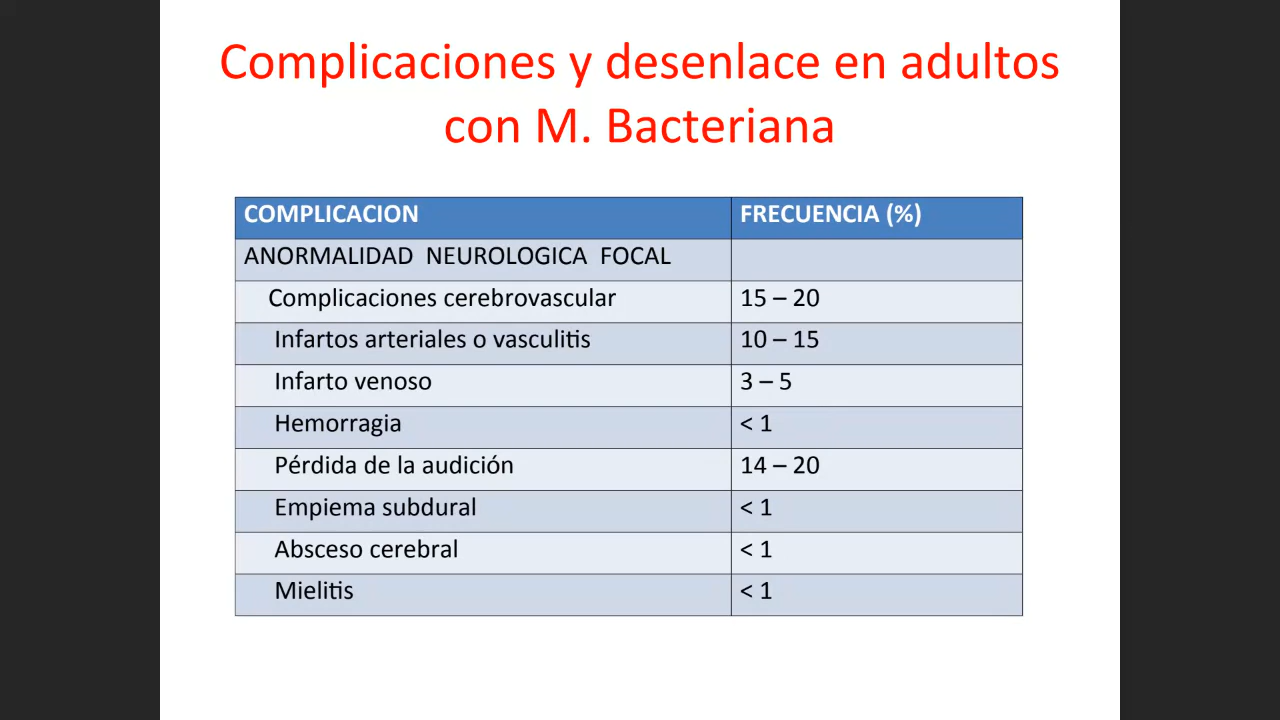 Complicaciones y desenlace en adultos
con M. Bacteriana
COMPLICACION FRECUENCIA (%)
ANORMALIDAD NEUROLOGICA FOCAL
Complicaciones cerebrovascular 15 – 20
Infartos arteriales o vasculitis 10 – 15
Infarto venoso 3 – 5
Hemorragia < 1
Pérdida de la audición 14 – 20
Empiema subdural < 1
Absceso cerebral < 1
Mielitis < 1